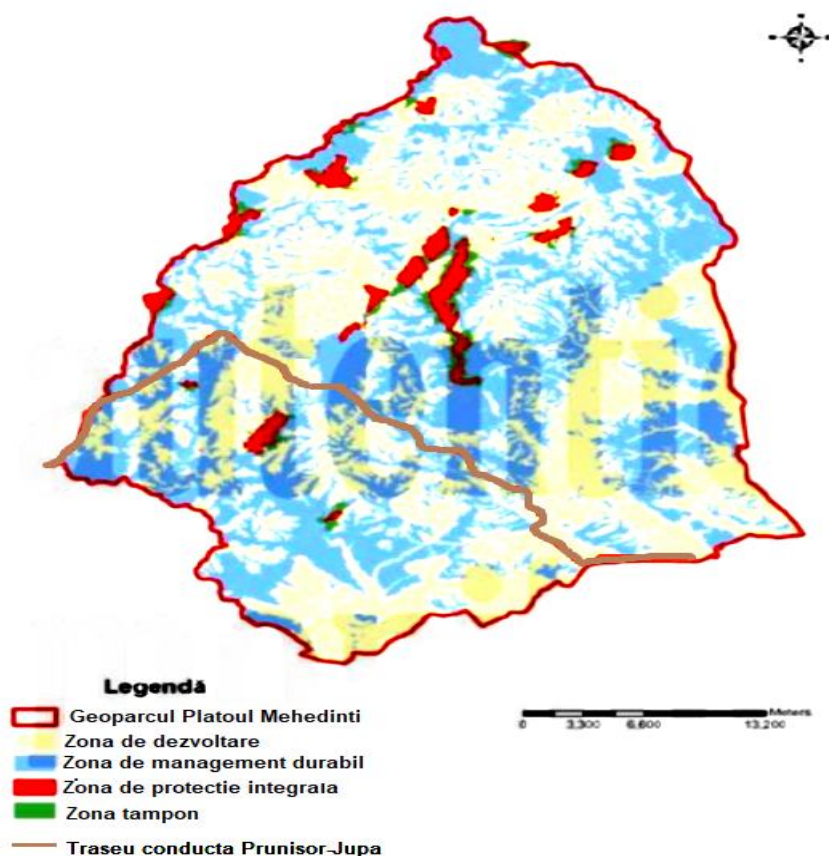 Legendă
Geoparcul Platoul Mehedinti
Zona de dezvoltare
Zona de management durabil
Zona de protectie integrala
Zona tampon
Traseu conducta Prunisor-Jupa
Meters
0 3,300 6,600 13,200